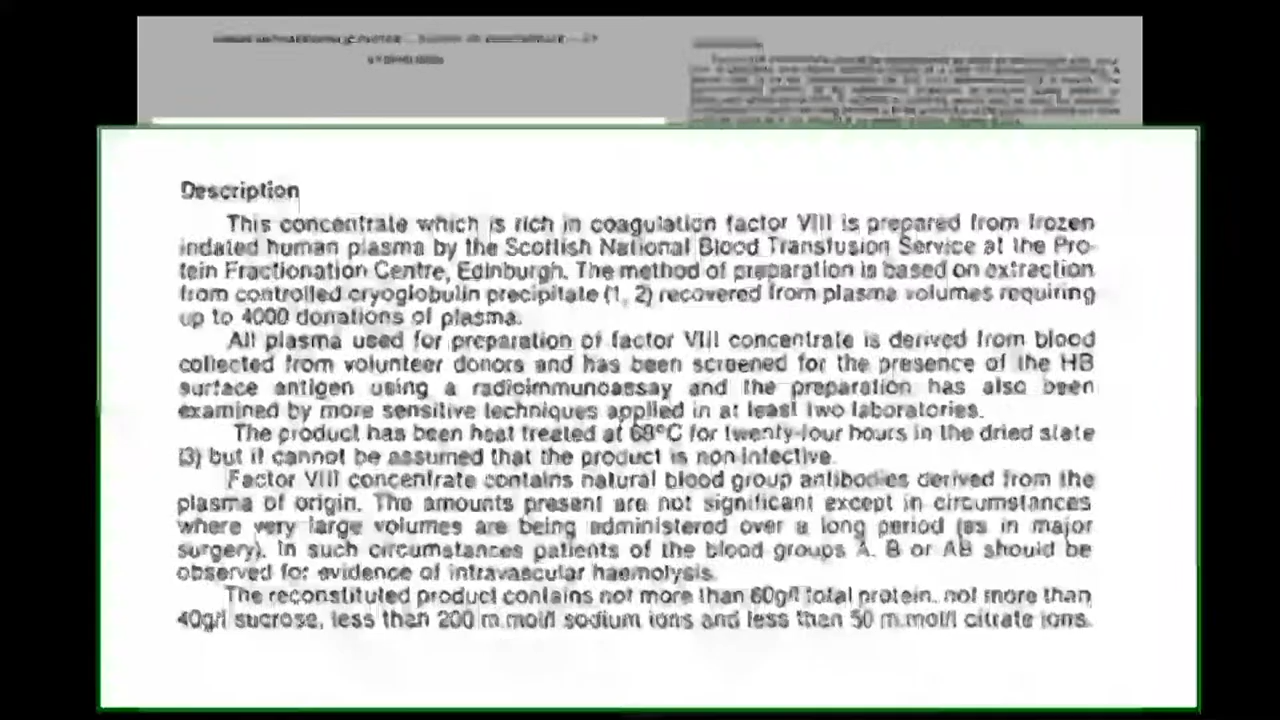 Description
This concentrate which is rich in coagulation factor VIII is prepared from frozen
indated human plasma by the Scottish National Blood Transfusion Service at the Pro-
tein Fractionation Centre, Edinburgh. The method of preparation is based on extraction
from controlled cryoglobulin precipitate (1, 2) recovered from plasma volumes requiring
up to 4000 donations of plasma.
All plasma used for preparation of factor VIII concentrate is derived from blood
collected from volunteer donors and has been screened for the presence of the HB
surface antigen using a radioimmunoassay and the preparation has also been
examined by more sensitive techniques applied in at least two laboratories.
The product has been heat treated at 68°C for twenty-four hours in the dried state
(3) but it cannot be assumed that the product is non-infective.
Factor VIII concentrate contains natural blood group antibodies derived from the
plasma of origin. The amounts present are not significant except in circumstances
where very large volumes are being administered over a long period (as in major
surgery). In such circumstances patients of the blood groups A, B or AB should be
observed for evidence of intravascular haemolysis.
The reconstituted product contains not more than 60g/l total protein, not more than
40g/l sucrose, less than 200 m.mol/l sodium ions and less than 50 m.mol/l citrate ions.